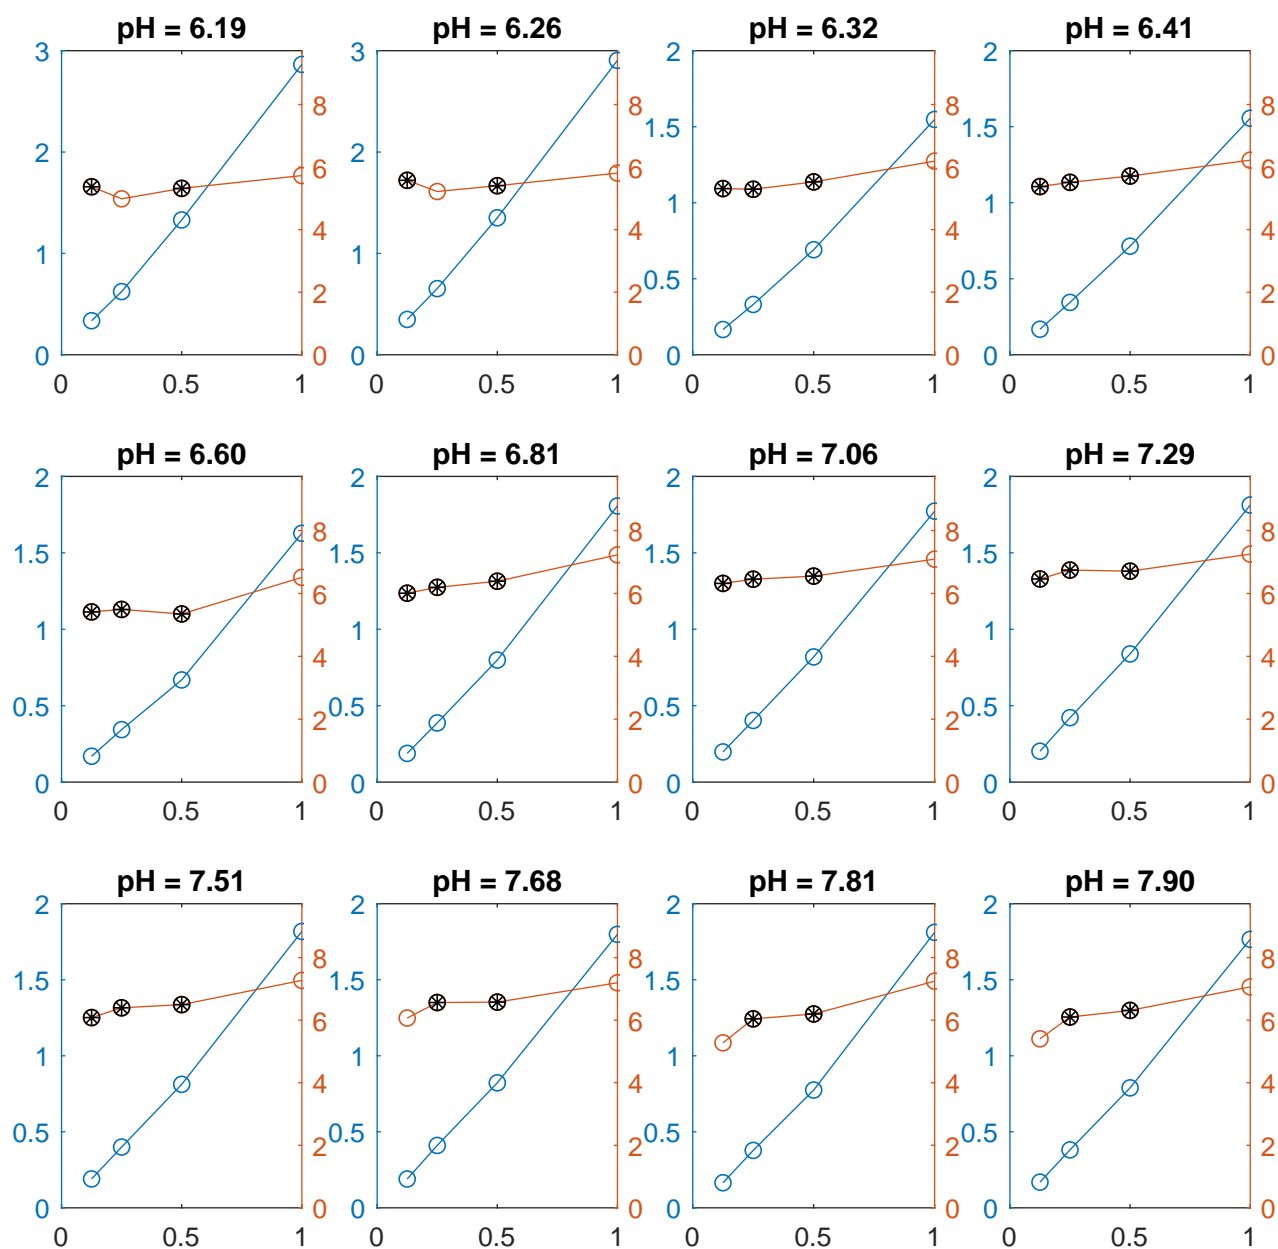 pH = 6.19 pH = 6.26 pH = 6.32 pH = 6.41
3 3 2 2
8 8 8 8
1.5 1.5
2 2
6 6 6 6
1 1
4 4 4 4
1 1
0.5 0.5
2 2 2 2
0 0 0 0 0 0 0 0
0 0.5 1 0 0.5 1 0 0.5 1 0 0.5 1
pH = 6.60 pH = 6.81 pH = 7.06 pH = 7.29
2 2 2 2
8 8 8 8
1.5 1.5 1.5 1.5
6 6 6 6
1 1 1 1
4 4 4 4
0.5 0.5 0.5 0.5
2 2 2 2
0 0 0 0 0 0 0 0
0 0.5 1 0 0.5 1 0 0.5 1 0 0.5 1
pH = 7.51 pH = 7.68 pH = 7.81 pH = 7.90
2 2 2 2
8 8 8 8
1.5 1.5 1.5 1.5
6 6 6 6
1 1 1 1
4 4 4 4
0.5 0.5 0.5 0.5
2 2 2 2
0 0 0 0 0 0 0 0
0 0.5 1 0 0.5 1 0 0.5 1 0 0.5 1